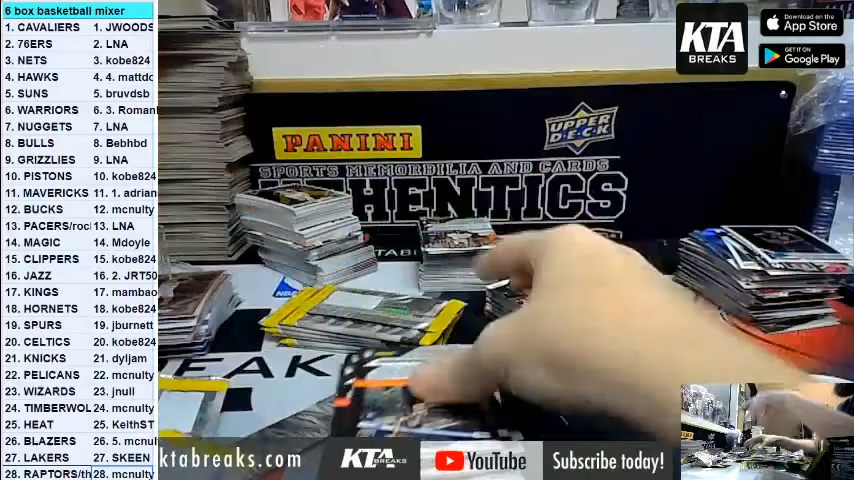 6 box basketball mixer
1. CAVALIERS 1. JWOODS
2. 76ERS 2. LNA
3. NETS 3. kobe824
4. HAWKS 4. 4. mattdo
5. SUNS 5. bruvdsb
6. WARRIORS 6. 3. Roman
7. NUGGETS 7. LNA
8. BULLS 8. Bebhbd
9. GRIZZLIES 9. LNA
10. PISTONS 10. kobe824
11. MAVERICKS 11. 1. adrian
12. BUCKS 12. mcnulty
13. PACERS/roc 13. LNA
14. MAGIC 14. Mdoyle
15. CLIPPERS 15. kobe824
16. JAZZ 16. 2. JRT50
17. KINGS 17. mambao
18. HORNETS 18. kobe824
19. SPURS 19. jburnett
20. CELTICS 20. kobe824
21. KNICKS 21. dyljam
22. PELICANS 22. mcnulty
23. WIZARDS 23. jnull
24. TIMBERWOL 24. mcnulty
25. HEAT 25. KeithST
26. BLAZERS 26. 5. mcnul
27. LAKERS 27. SKEEN
28. RAPTORS/th 28. mcnulty
KTA
BREAKS
Download on the
App Store
GET IT ON
Google Play
PANINI
UPPER DECK
SPORTS MEMORABILIA AND CARDS
THENTICS
NBA
EAK
ktabreaks.com
KTA BREAKS
YouTube
Subscribe today!